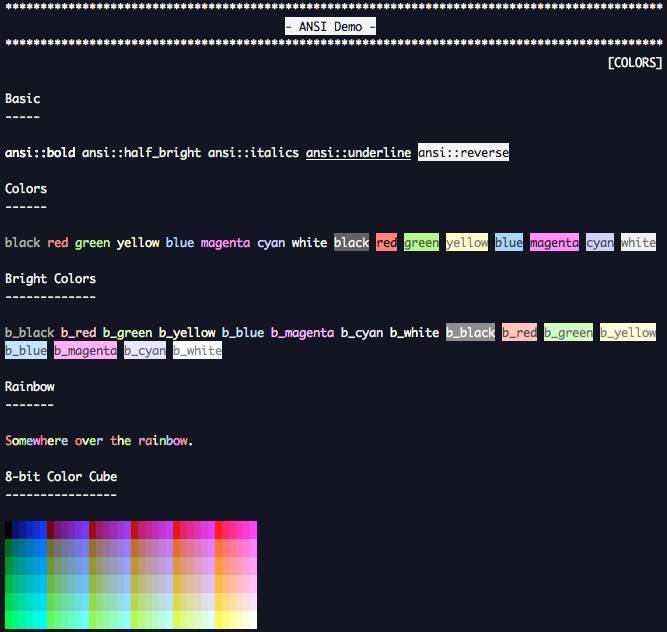 **********************************************************************************************
- ANSI Demo -
**********************************************************************************************
[COLORS]
Basic
-----
ansi::bold ansi::half_bright ansi::italics ansi::underline ansi::reverse
Colors
------
black red green yellow blue magenta cyan white black red green yellow blue magenta cyan white
Bright Colors
-------------
b_black b_red b_green b_yellow b_blue b_magenta b_cyan b_white b_black b_red b_green b_yellow
b_blue b_magenta b_cyan b_white
Rainbow
-------
Somewhere over the rainbow.
8-bit Color Cube
----------------